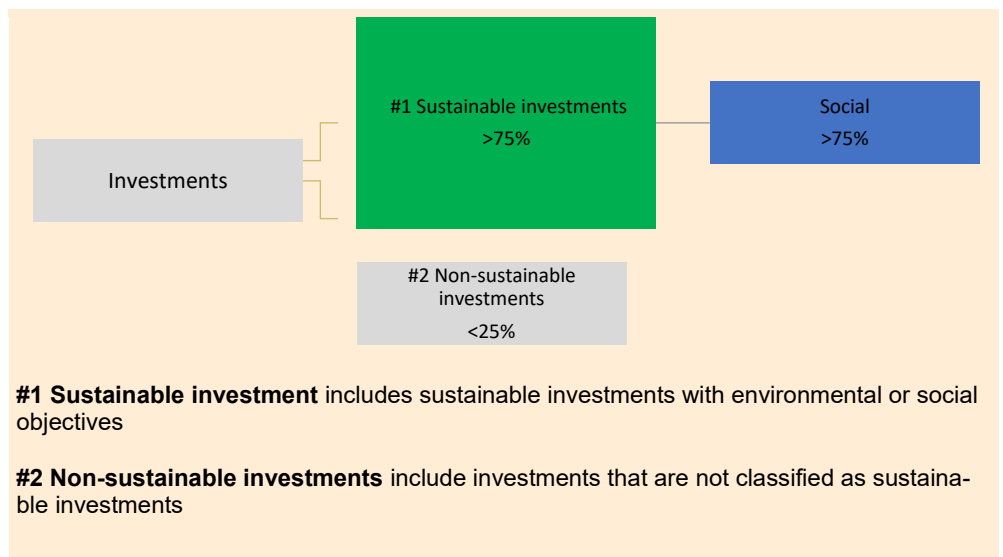 #1 Sustainable investments
>75%
Social
>75%
Investments
#2 Non-sustainable
investments
<25%
#1 Sustainable investment includes sustainable investments with environmental or social
objectives
#2 Non-sustainable investments include investments that are not classified as sustaina-
ble investments